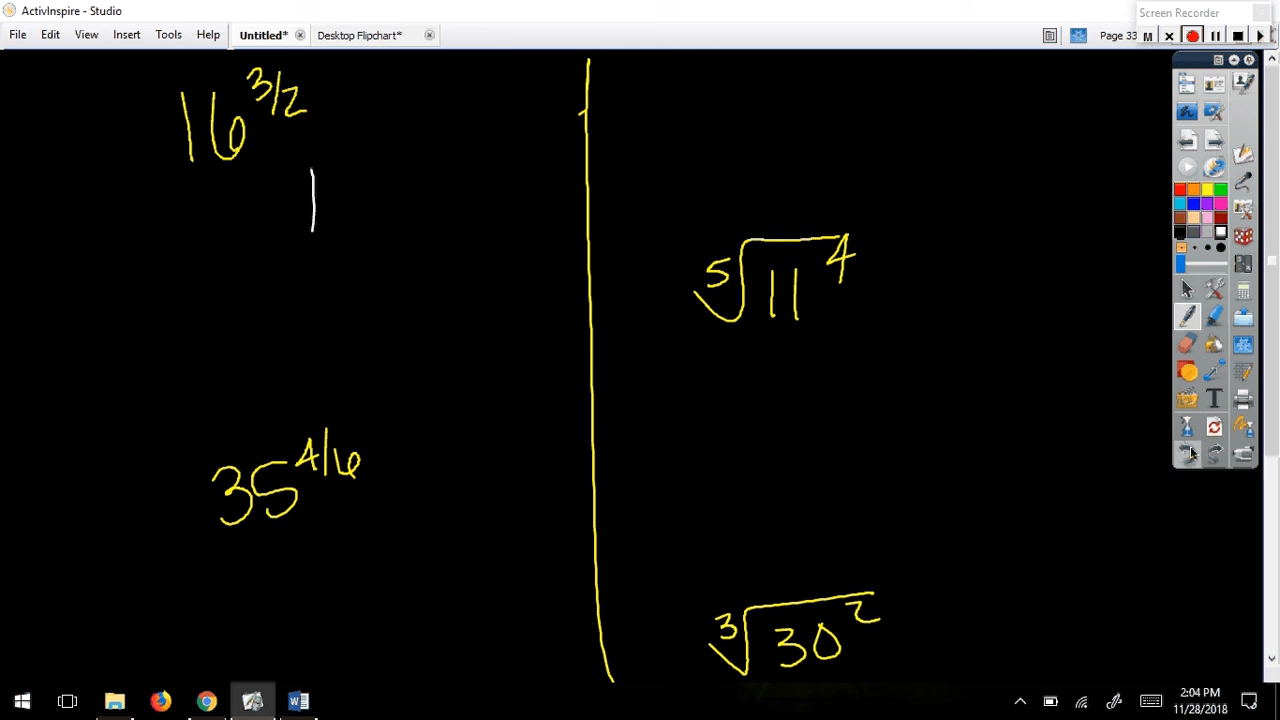 ActivInspire - Studio
Screen Recorder
File Edit View Insert Tools Help Untitled* Desktop Flipchart* Page 33
M
16^3/2
⁵√11^4
35^4/6
³√30^2
2:04 PM
11/28/2018